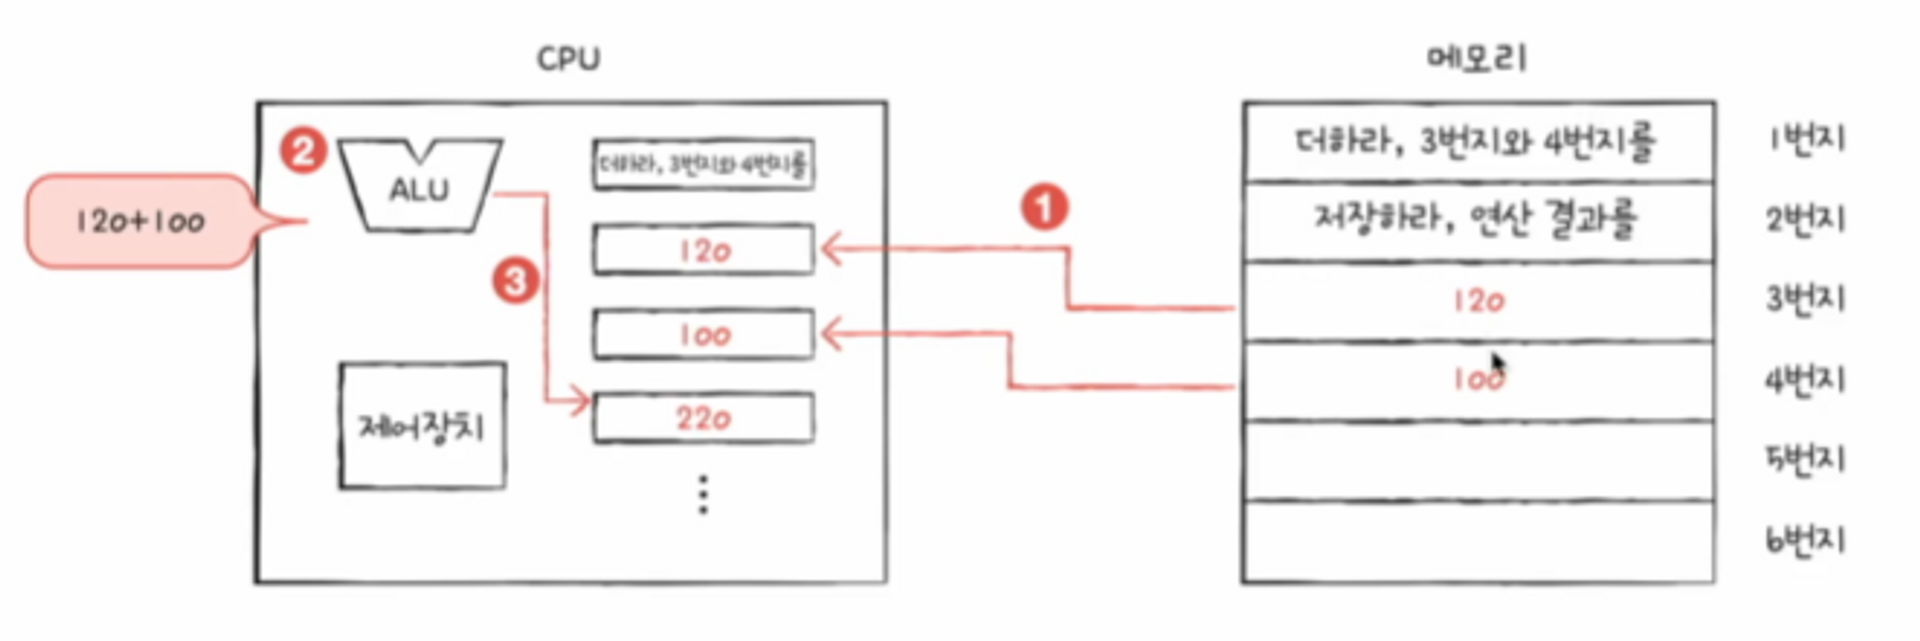 CPU
메모리
2
ALU
120+100
3
제어장치
더하라, 3번지와 4번지를
120
100
220
1
더하라, 3번지와 4번지를
1번지
저장하라, 연산 결과를
2번지
120
3번지
100
4번지
5번지
6번지